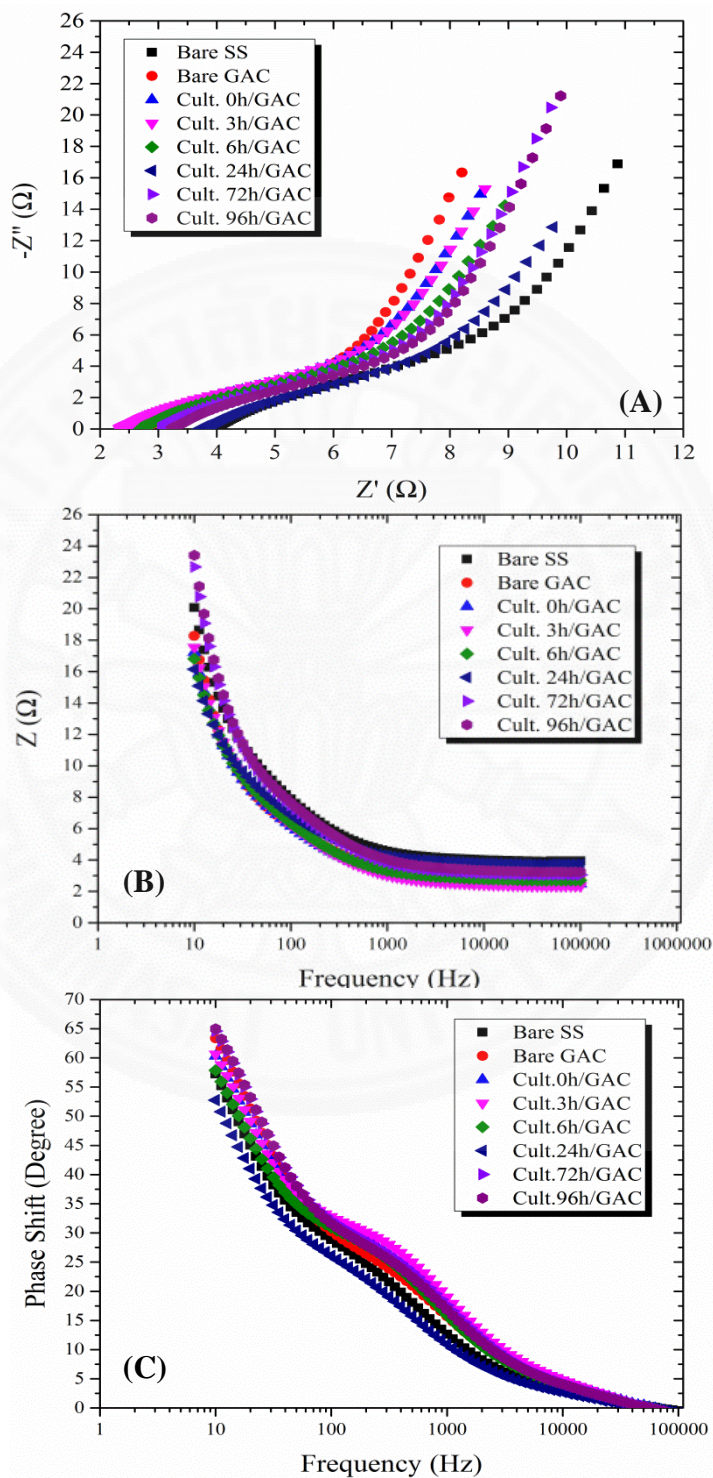 26
24
22
20
18
16
14
12
10
8
6
4
2
0
-Z" (Ω)
Bare SS
Bare GAC
Cult. 0h/GAC
Cult. 3h/GAC
Cult. 6h/GAC
Cult. 24h/GAC
Cult. 72h/GAC
Cult. 96h/GAC
(A)
2 3 4 5 6 7 8 9 10 11 12
Z' (Ω)
26
24
22
20
18
16
14
12
10
8
6
4
2
0
Z (Ω)
Bare SS
Bare GAC
Cult. 0h/GAC
Cult. 3h/GAC
Cult. 6h/GAC
Cult. 24h/GAC
Cult. 72h/GAC
Cult. 96h/GAC
(B)
1 10 100 1000 10000 100000 1000000
Frequency (Hz)
70
65
60
55
50
45
40
35
30
25
20
15
10
5
0
Phase Shift (Degree)
Bare SS
Bare GAC
Cult.0h/GAC
Cult.3h/GAC
Cult.6h/GAC
Cult.24h/GAC
Cult.72h/GAC
Cult.96h/GAC
(C)
1 10 100 1000 10000 100000
Frequency (Hz)